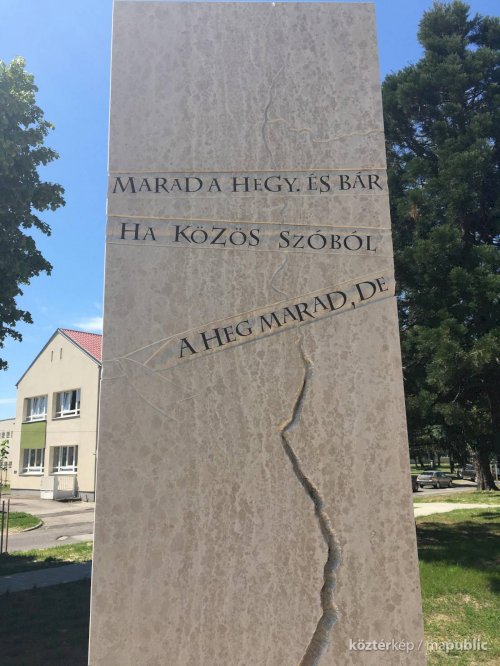 MARAD A HEGY. ÉS BÁR
HA KÖZÖS SZÓBÓL
A HEG MARAD, DE
köztérkép / mapublic